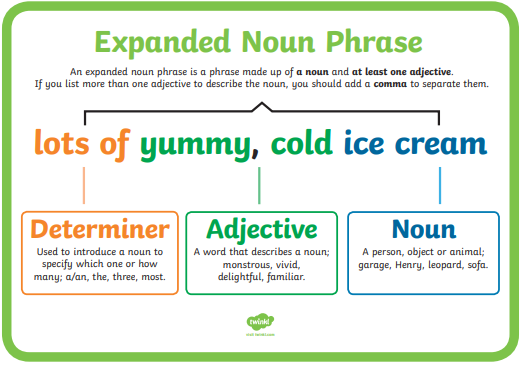 Expanded Noun Phrase
An expanded noun phrase is a phrase made up of a noun and at least one adjective.
If you list more than one adjective to describe the noun, you should add a comma to separate them.
lots of yummy, cold ice cream
Determiner
Used to introduce a noun to
specify which one or how
many; a/an, the, three, most.
Adjective
A word that describes a noun;
monstrous, vivid,
delightful, familiar.
Noun
A person, object or animal;
garage, Henry, leopard, sofa.
twinkl